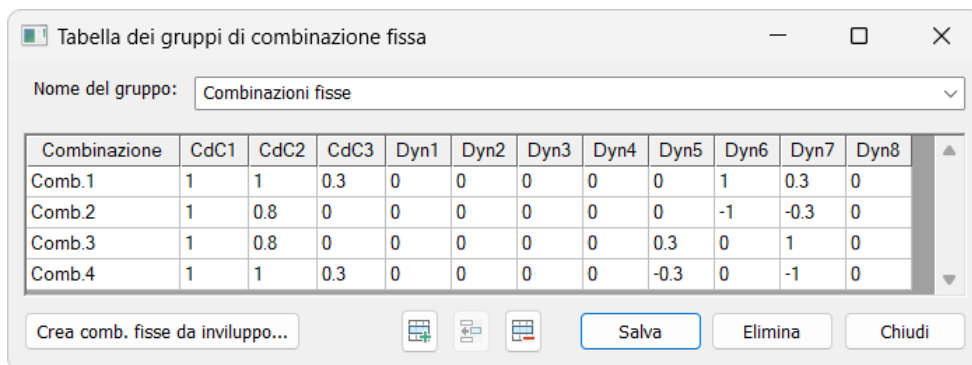 Tabella dei gruppi di combinazione fissa
Nome del gruppo: Combinazioni fisse
Combinazione CdC1 CdC2 CdC3 Dyn1 Dyn2 Dyn3 Dyn4 Dyn5 Dyn6 Dyn7 Dyn8
Comb.1 1 1 0.3 0 0 0 0 0 1 0.3 0
Comb.2 1 0.8 0 0 0 0 0 0 -1 -0.3 0
Comb.3 1 0.8 0 0 0 0 0 0.3 0 1 0
Comb.4 1 1 0.3 0 0 0 0 -0.3 0 -1 0
Crea comb. fisse da inviluppo... Salva Elimina Chiudi